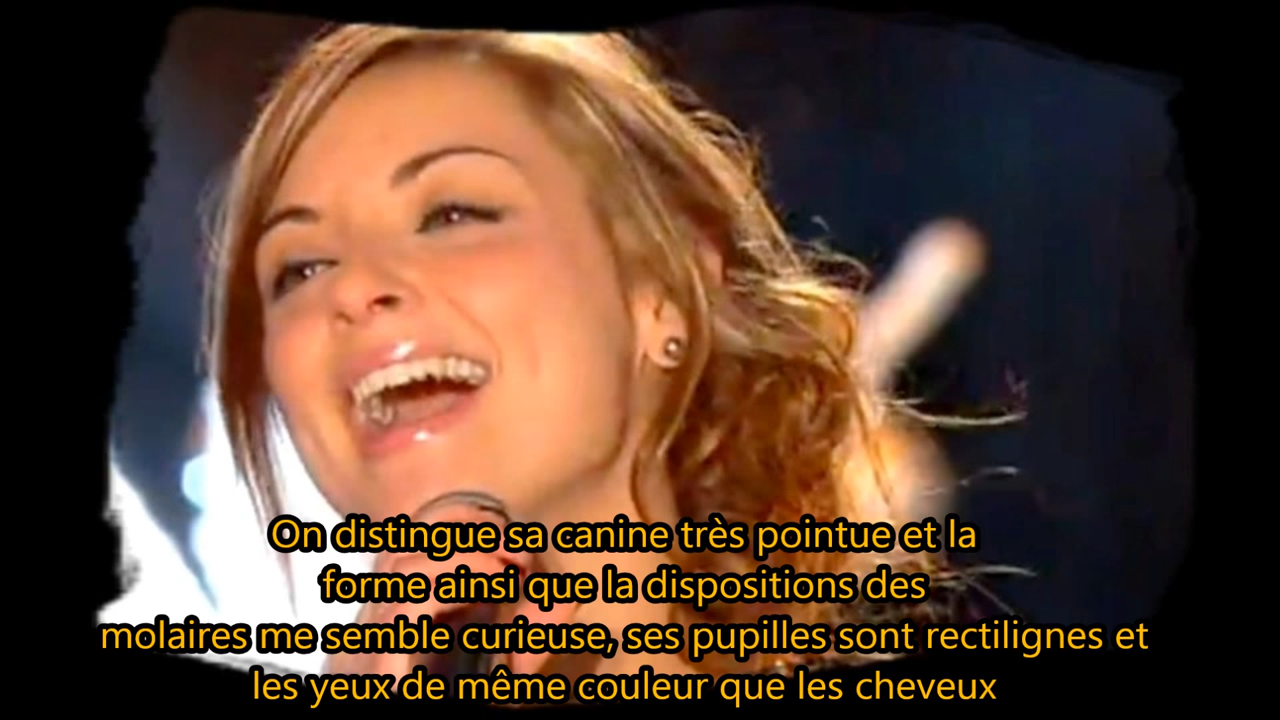 On distingue sa canine très pointue et la
forme ainsi que la dispositions des
molaires me semble curieuse, ses pupilles sont rectilignes et
les yeux de même couleur que les cheveux